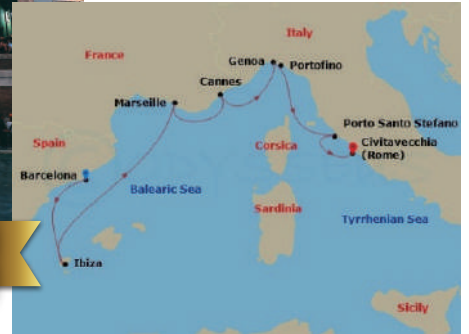 Italy
France
Genoa
Portofino
Cannes
Marseille
Porto Santo Stefano
Spain
Corsica
Civitavecchia
(Rome)
Barcelona
Balearic Sea
Sardinia
Tyrrhenian Sea
Ibiza
Sicily